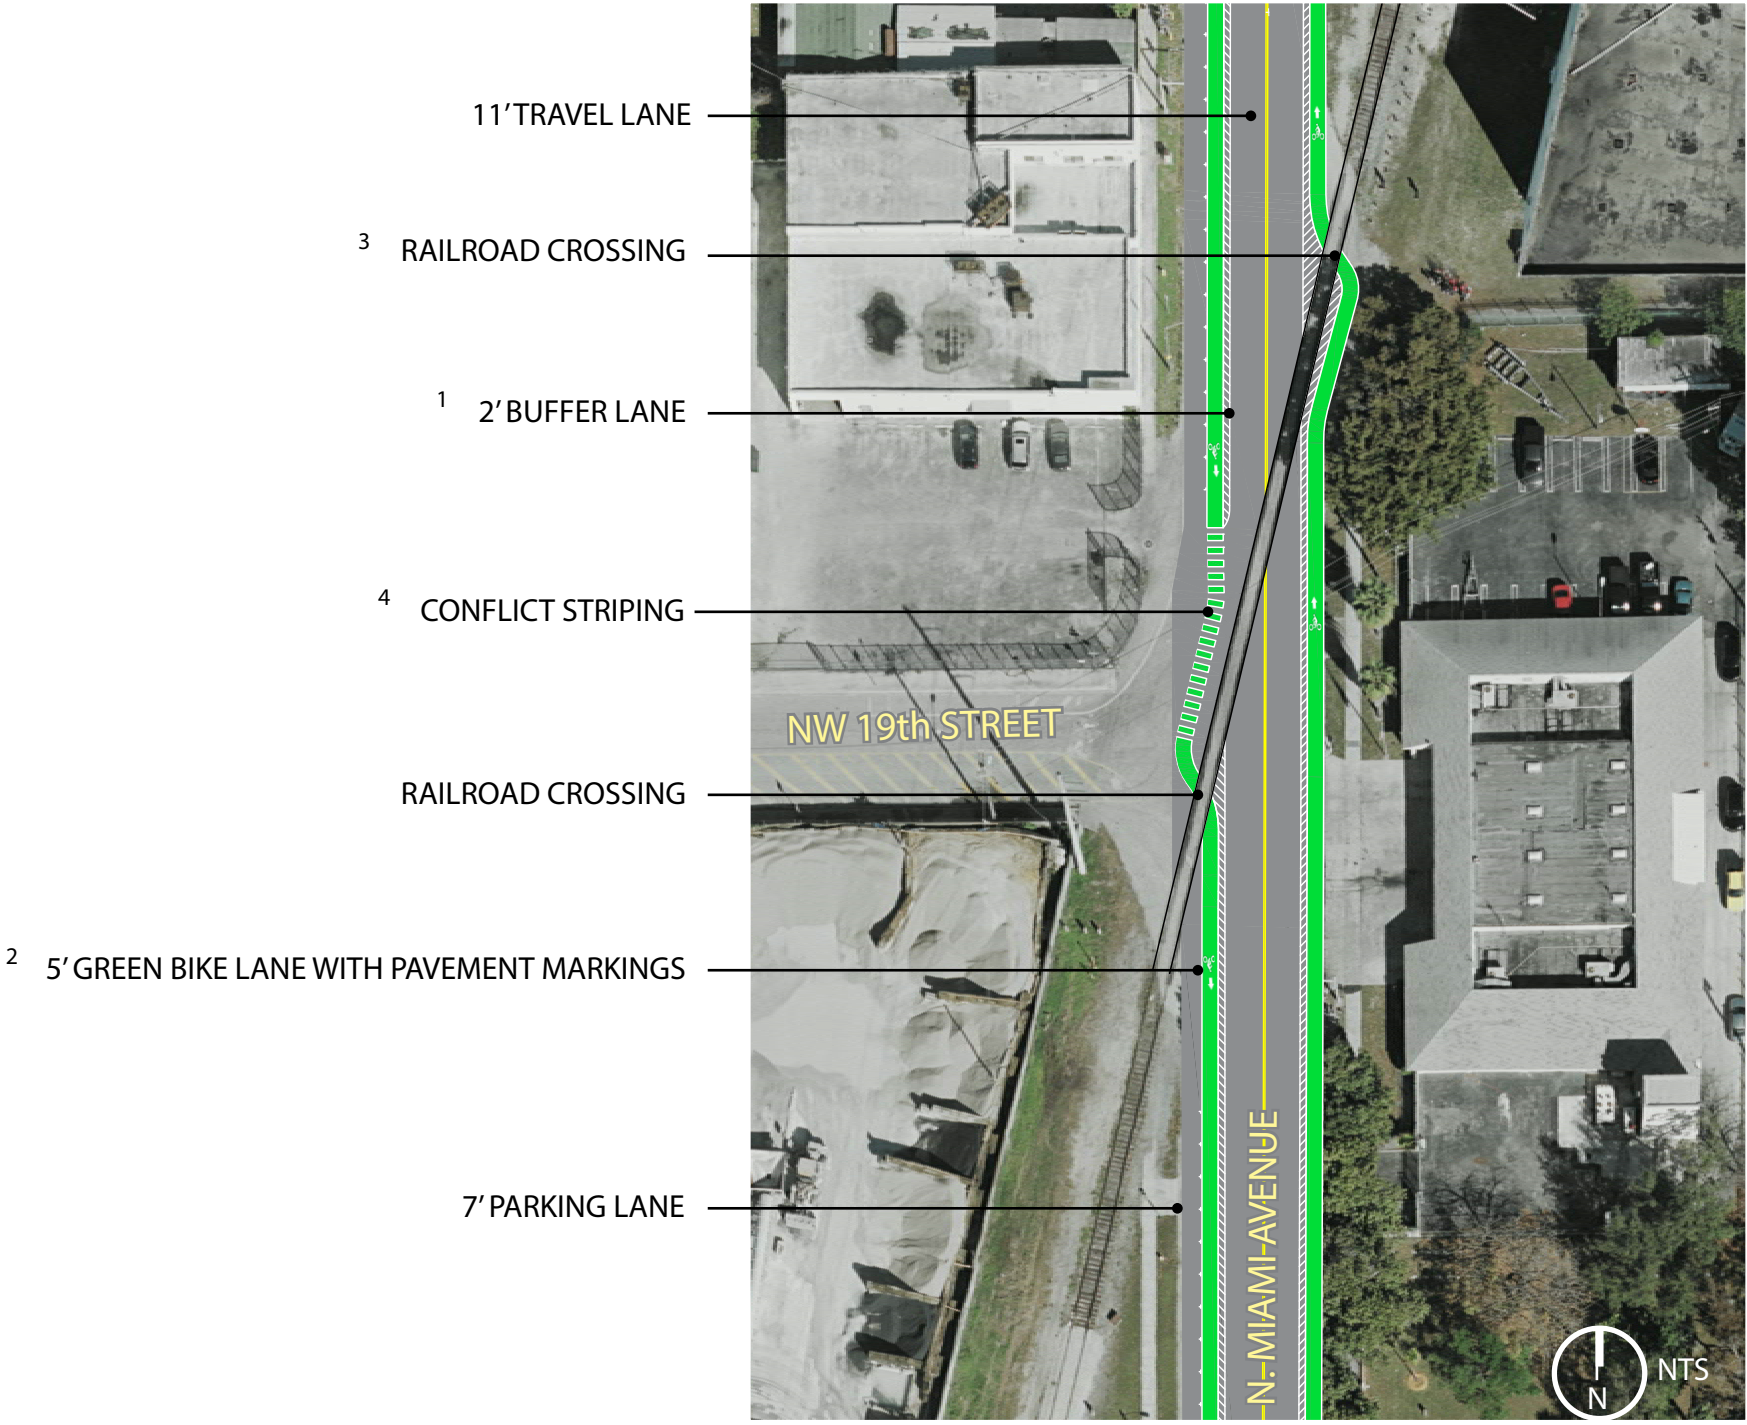 11' TRAVEL LANE
3 RAILROAD CROSSING
1 2' BUFFER LANE
4 CONFLICT STRIPING
NW 19th STREET
RAILROAD CROSSING
2 5' GREEN BIKE LANE WITH PAVEMENT MARKINGS
7' PARKING LANE
N. MIAMI AVENUE
N
NTS